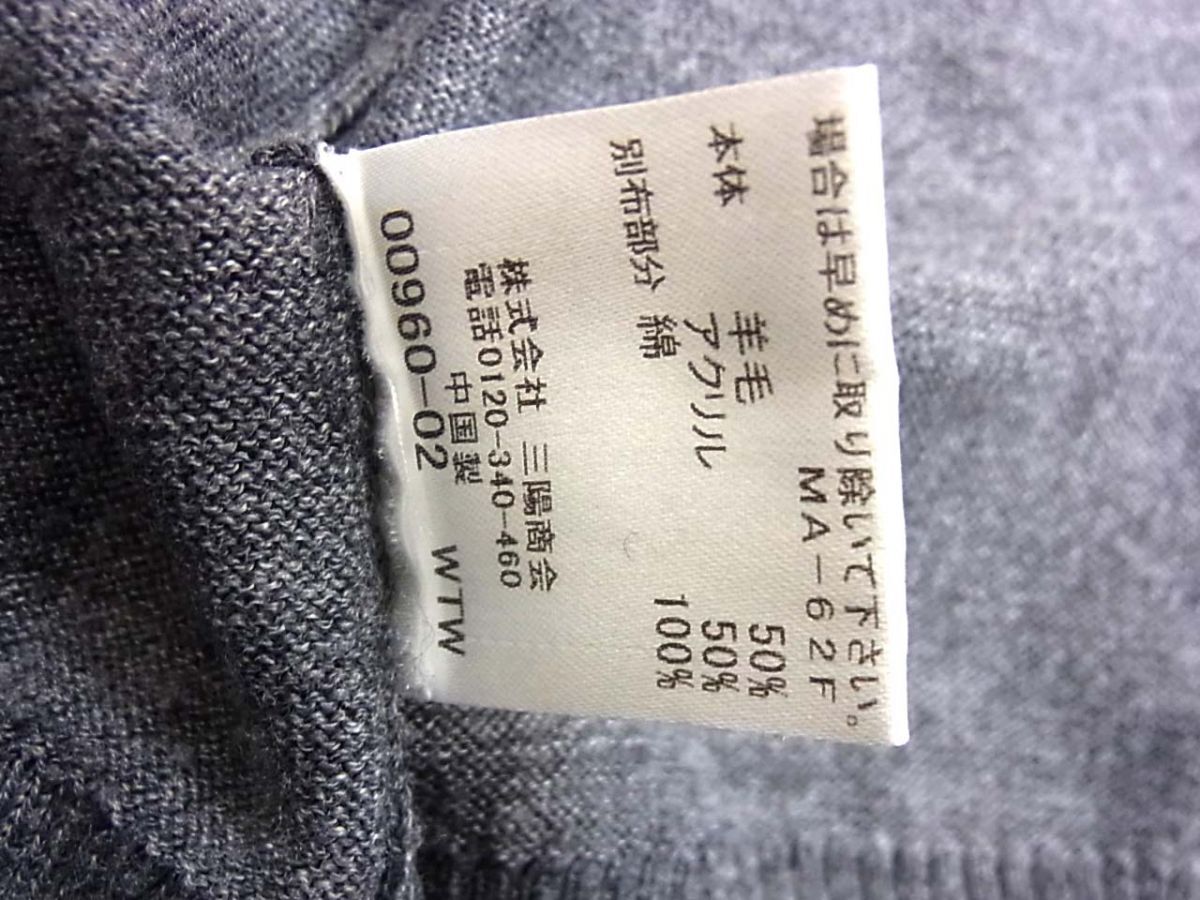 場合は早めに取り除いて下さい。
MA-62F
本体 羊毛 50%
アクリル 50%
別布部分 綿 100%
株式会社 三陽商会
電話0120-340-460
中国製
00960-02 WTW